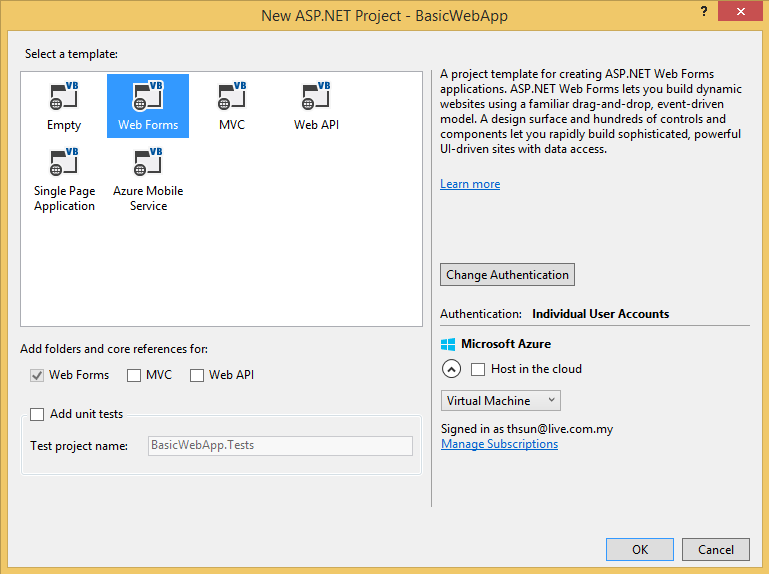 New ASP.NET Project - BasicWebApp
?
Select a template:
VB
VB
VB
VB
Empty
Web Forms
MVC
Web API
VB
VB
Single Page
Application
Azure Mobile
Service
A project template for creating ASP.NET Web Forms
applications. ASP.NET Web Forms lets you build dynamic
websites using a familiar drag-and-drop, event-driven
model. A design surface and hundreds of controls and
components let you rapidly build sophisticated, powerful
UI-driven sites with data access.
Learn more
Change Authentication
Authentication: Individual User Accounts
Microsoft Azure
Host in the cloud
Virtual Machine
Signed in as thsun@live.com.my
Manage Subscriptions
Add folders and core references for:
Web Forms
MVC
Web API
Add unit tests
Test project name:
BasicWebApp.Tests
OK
Cancel